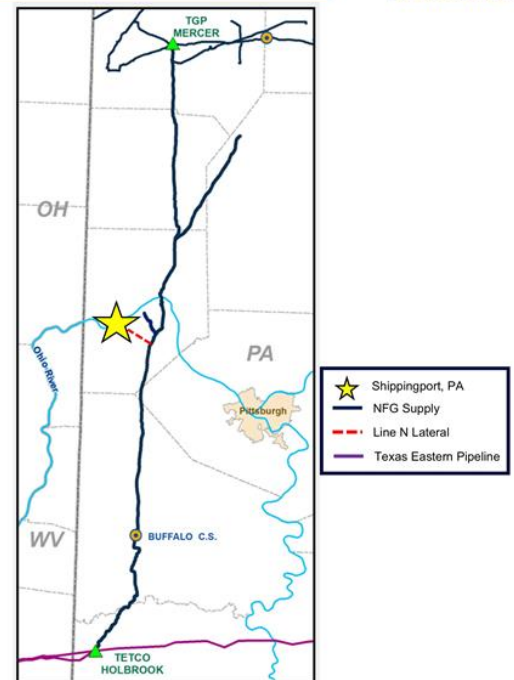 TGP
MERCER
OH
Ohio River
PA
Pittsburgh
WV
BUFFALO C.S.
TETCO
HOLBROOK
Shippingport, PA
NFG Supply
Line N Lateral
Texas Eastern Pipeline